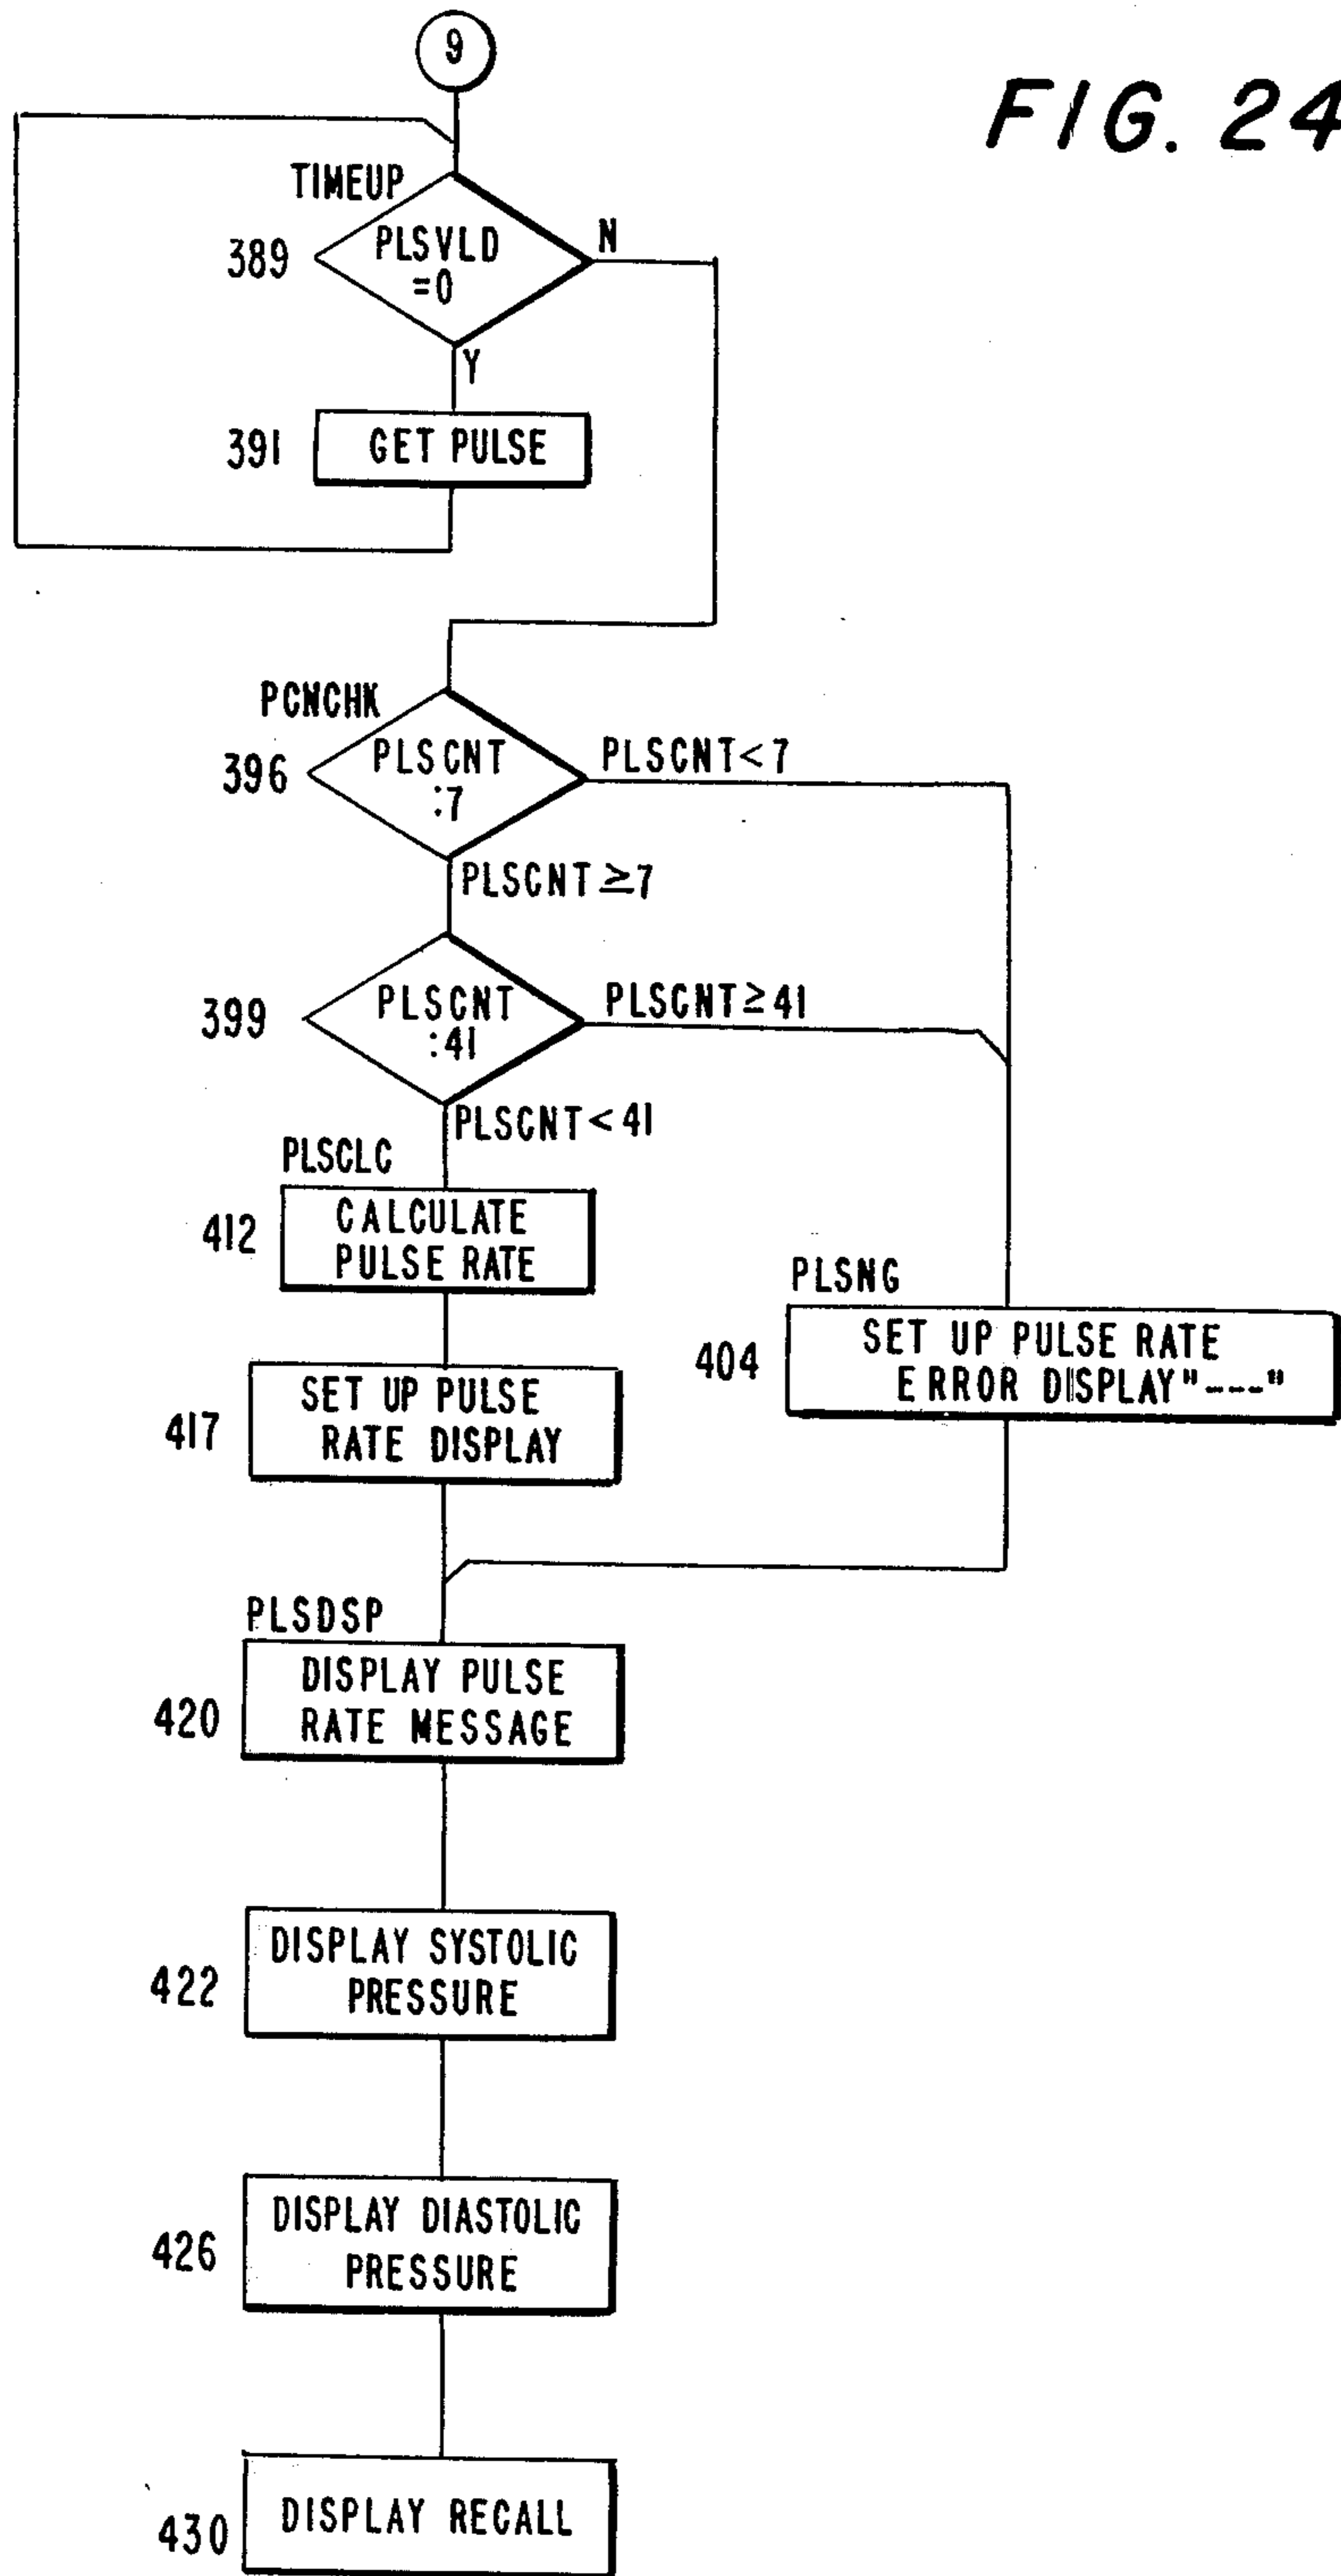 9
FIG. 24
TIMEUP
389
PLSVLD
=0
N
Y
391
GET PULSE
PCNCHK
396
PLSCNT
:7
PLSCNT<7
PLSCNT≥7
399
PLSCNT
:41
PLSCNT≥41
PLSCNT<41
PLSCLC
412
CALCULATE
PULSE RATE
PLSNG
404
SET UP PULSE RATE
ERROR DISPLAY"---"
417
SET UP PULSE
RATE DISPLAY
PLSDSP
420
DISPLAY PULSE
RATE MESSAGE
422
DISPLAY SYSTOLIC
PRESSURE
426
DISPLAY DIASTOLIC
PRESSURE
430
DISPLAY RECALL